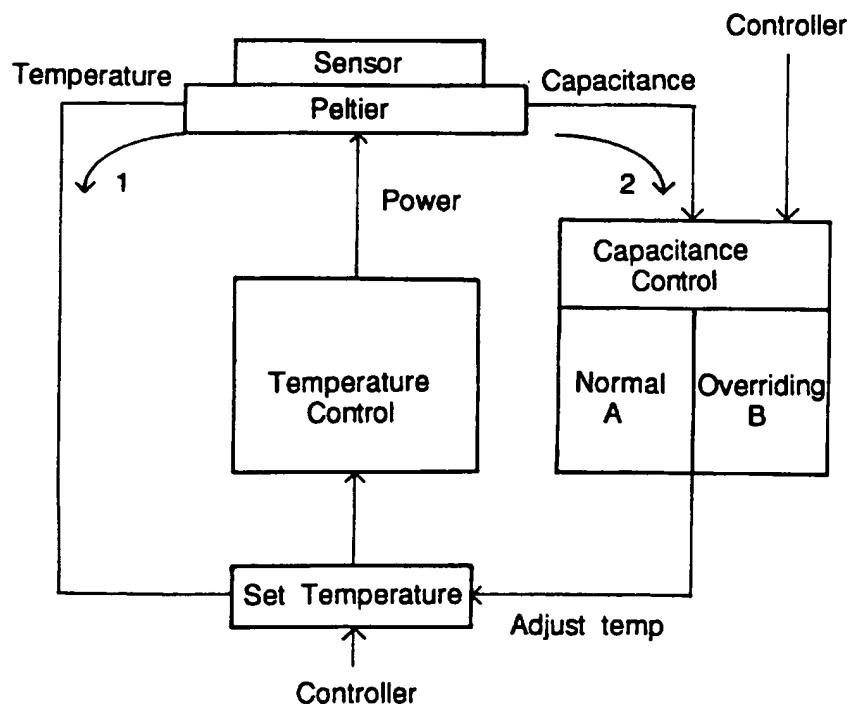 Controller
Sensor
Temperature
Capacitance
Peltier
1
2
Power
Capacitance
Control
Temperature
Control
Normal
A
Overriding
B
Set Temperature
Adjust temp
Controller